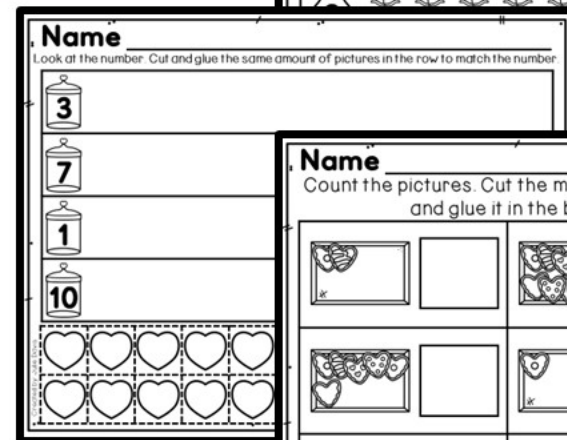 Name
Look at the number. Cut and glue the same amount of pictures in the row to match the number.
3
7
1
10
Name
Count the pictures. Cut the m
and glue it in the b